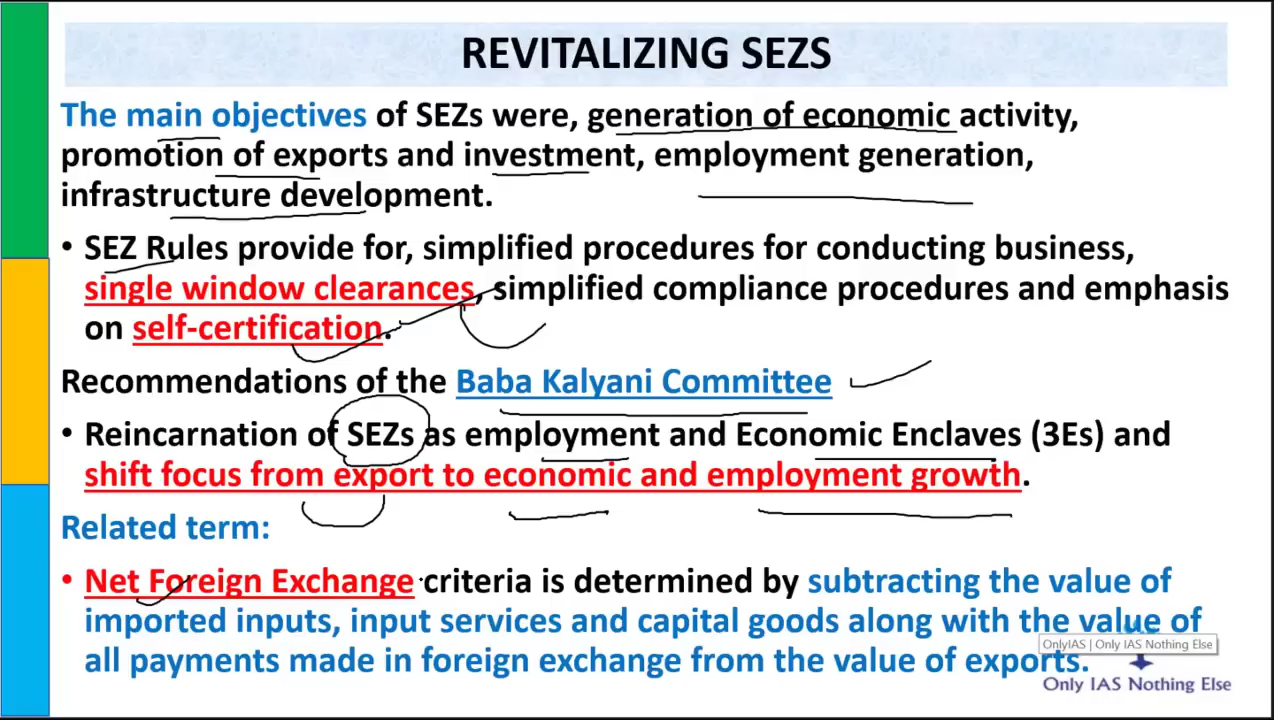 REVITALIZING SEZS
The main objectives of SEZs were, generation of economic activity,
promotion of exports and investment, employment generation,
infrastructure development.
• SEZ Rules provide for, simplified procedures for conducting business,
single window clearances, simplified compliance procedures and emphasis
on self-certification.
Recommendations of the Baba Kalyani Committee
• Reincarnation of SEZs as employment and Economic Enclaves (3Es) and
shift focus from export to economic and employment growth.
Related term:
• Net Foreign Exchange criteria is determined by subtracting the value of
imported inputs, input services and capital goods along with the value of
OnlyIAS | Only IAS Nothing Else
all payments made in foreign exchange from the value of exports.
Only IAS Nothing Else